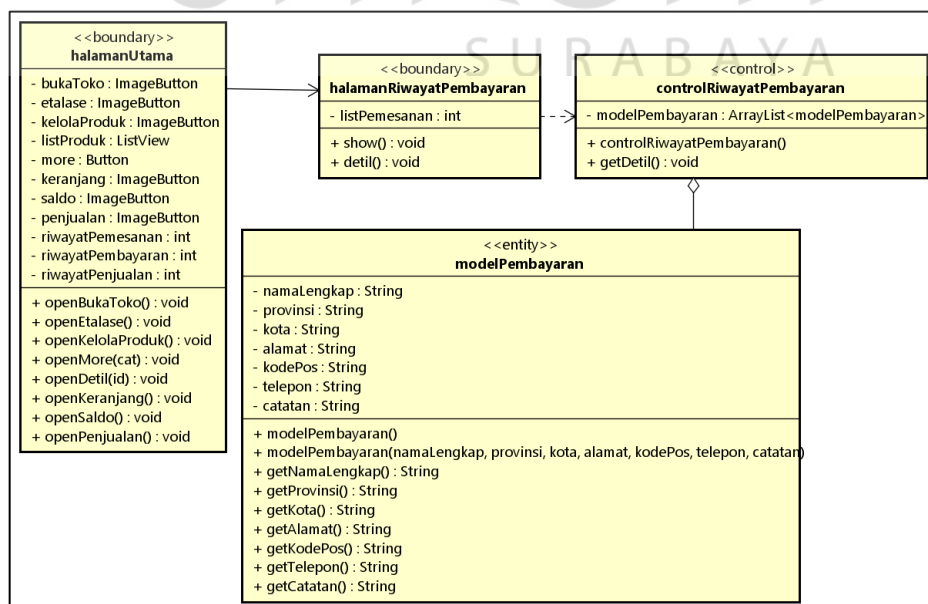 SURABAYA
<<boundary>>
halamanUtama
- bukaToko : ImageButton
- etalase : ImageButton
- kelolaProduk : ImageButton
- listProduk : ListView
- more : Button
- keranjang : ImageButton
- saldo : ImageButton
- penjualan : ImageButton
- riwayatPemesanan : int
- riwayatPembayaran : int
- riwayatPenjualan : int
+ openBukaToko() : void
+ openEtalase() : void
+ openKelolaProduk() : void
+ openMore(cat) : void
+ openDetil(id) : void
+ openKeranjang() : void
+ openSaldo() : void
+ openPenjualan() : void
<<boundary>>
halamanRiwayatPembayaran
- listPemesanan : int
+ show() : void
+ detil() : void
<<control>>
controlRiwayatPembayaran
- modelPembayaran : ArrayList<modelPembayaran>
+ controlRiwayatPembayaran()
+ getDetil() : void
<<entity>>
modelPembayaran
- namaLengkap : String
- provinsi : String
- kota : String
- alamat : String
- kodePos : String
- telepon : String
- catatan : String
+ modelPembayaran()
+ modelPembayaran(namaLengkap, provinsi, kota, alamat, kodePos, telepon, catatan)
+ getNamaLengkap() : String
+ getProvinsi() : String
+ getKota() : String
+ getAlamat() : String
+ getKodePos() : String
+ getTelepon() : String
+ getCatatan() : String